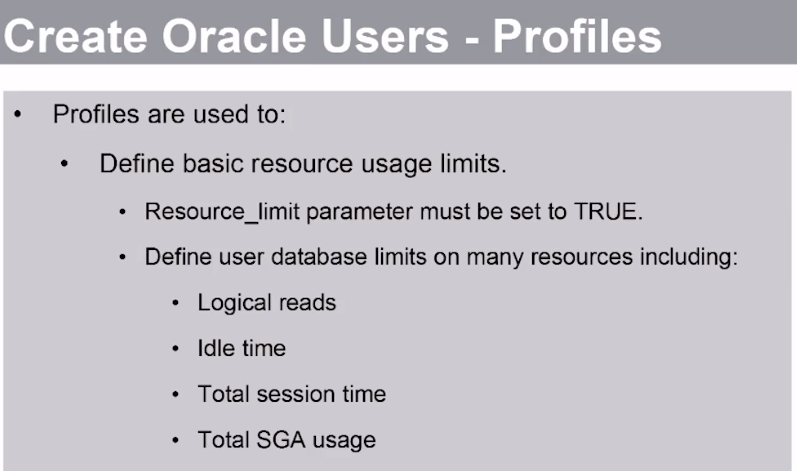 Create Oracle Users - Profiles
• Profiles are used to:
• Define basic resource usage limits.
• Resource_limit parameter must be set to TRUE.
• Define user database limits on many resources including:
• Logical reads
• Idle time
• Total session time
• Total SGA usage